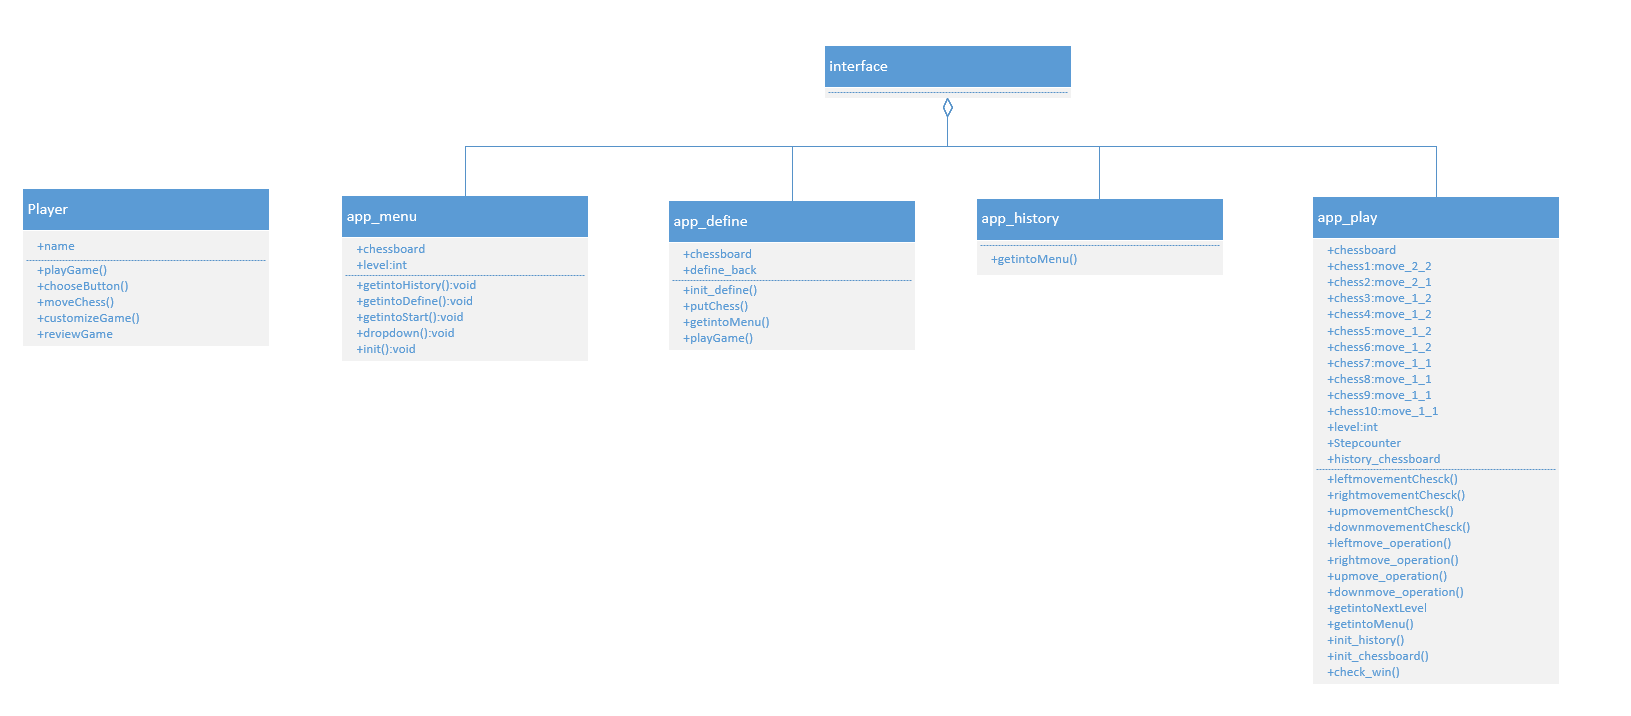 interface
Player
+name
+playGame()
+chooseButton()
+moveChess()
+customizeGame()
+reviewGame
app_menu
+chessboard
+level:int
+getintoHistory():void
+getintoDefine():void
+getintoStart():void
+dropdown():void
+init():void
app_define
+chessboard
+define_back
+init_define()
+putChess()
+getintoMenu()
+playGame()
app_history
+getintoMenu()
app_play
+chessboard
+chess1:move_2_2
+chess2:move_2_1
+chess3:move_1_2
+chess4:move_1_2
+chess5:move_1_2
+chess6:move_1_2
+chess7:move_1_1
+chess8:move_1_1
+chess9:move_1_1
+chess10:move_1_1
+level:int
+Stepcounter
+history_chessboard
+leftmovementChesck()
+rightmovementChesck()
+upmovementChesck()
+downmovementChesck()
+leftmove_operation()
+rightmove_operation()
+upmove_operation()
+downmove_operation()
+getintoNextLevel
+getintoMenu()
+init_history()
+init_chessboard()
+check_win()